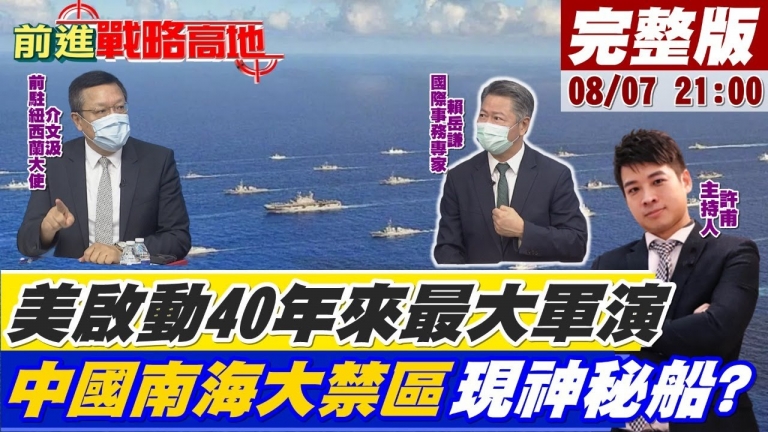 前進戰略高地
完整版
08/07 21:00
前駐紐西蘭大使
介文汲
國際事務專家
賴岳謙
主持人
許甫
美啟動40年來最大軍演
中國南海大禁區現神秘船?